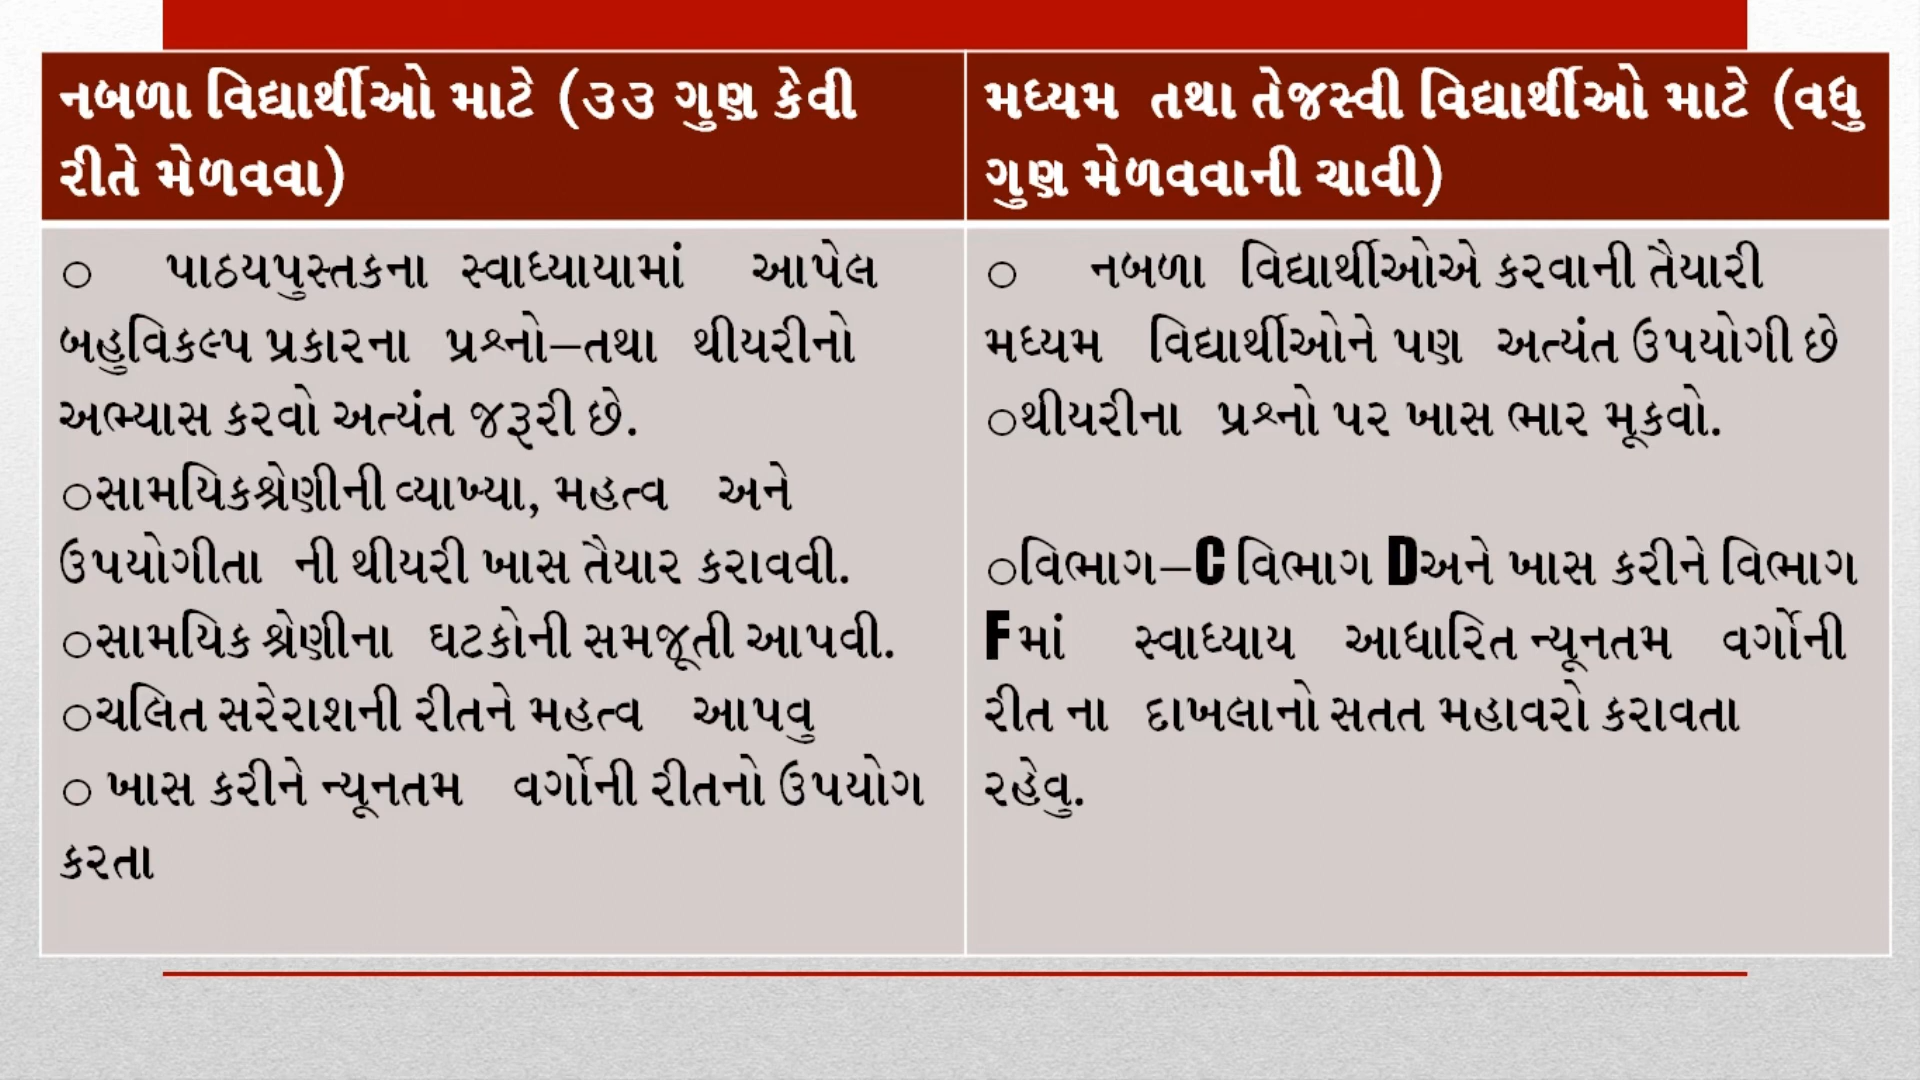 નબળા વિદ્યાર્થીઓ માટે (૩૩ ગુણ કેવી
રીતે મેળવવા)
મધ્યમ તથા તેજસ્વી વિદ્યાર્થીઓ માટે (વધુ
ગુણ મેળવવાની ચાવી)
○ પાઠયપુસ્તકના સ્વાધ્યાયામાં આપેલ
બહુવિકલ્પ પ્રકારના પ્રશ્નો–તથા થીયરીનો
અભ્યાસ કરવો અત્યંત જરૂરી છે.
○સામયિકશ્રેણીની વ્યાખ્યા, મહત્વ અને
ઉપયોગીતા ની થીયરી ખાસ તૈયાર કરાવવી.
○સામયિક શ્રેણીના ઘટકોની સમજૂતી આપવી.
○ચલિત સરેરાશની રીતને મહત્વ આપવુ
○ ખાસ કરીને ન્યૂનતમ વર્ગોની રીતનો ઉપયોગ
કરતા
○ નબળા વિદ્યાર્થીઓએ કરવાની તૈયારી
મધ્યમ વિદ્યાર્થીઓને પણ અત્યંત ઉપયોગી છે
○થીયરીના પ્રશ્નો પર ખાસ ભાર મૂકવો.
○વિભાગ–C વિભાગ Dઅને ખાસ કરીને વિભાગ
Fમાં સ્વાધ્યાય આધારિત ન્યૂનતમ વર્ગોની
રીત ના દાખલાનો સતત મહાવરો કરાવતા
રહેવુ.